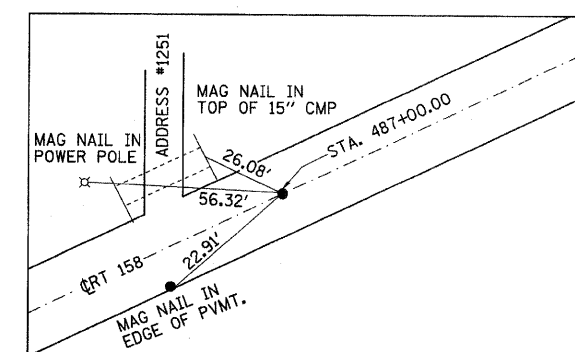 ADDRESS #1251
MAG NAIL IN
TOP OF 15" CMP
MAG NAIL IN
POWER POLE
STA. 487+00.00
26.08'
56.32'
22.91'
℄RT 158
MAG NAIL IN
EDGE OF PVMT.